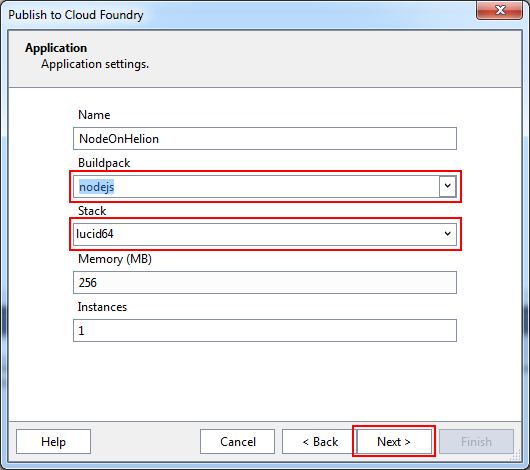 Publish to Cloud Foundry
Application
Application settings.
Name
NodeOnHelion
Buildpack
nodejs
Stack
lucid64
Memory (MB)
256
Instances
1
Help Cancel < Back Next > Finish